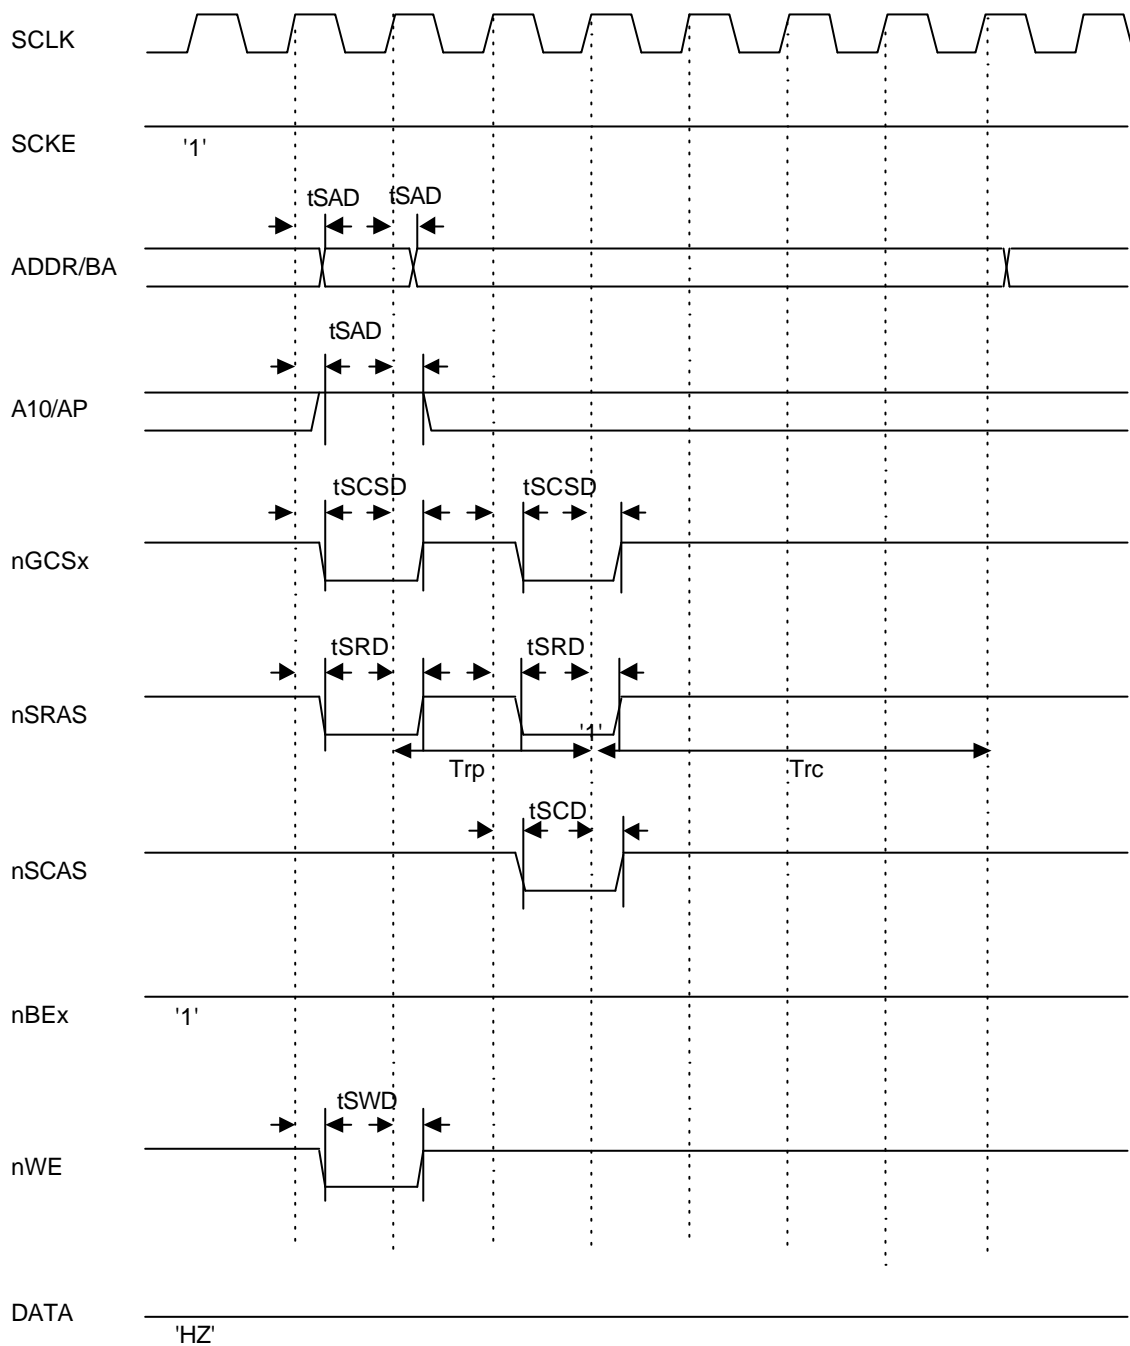 SCLK
SCKE
'1'
tSAD tSAD
ADDR/BA
tSAD
A10/AP
tSCSD tSCSD
nGCSx
tSRD tSRD
nSRAS
'1'
Trp Trc
tSCD
nSCAS
nBEx
'1'
tSWD
nWE
DATA
'HZ'